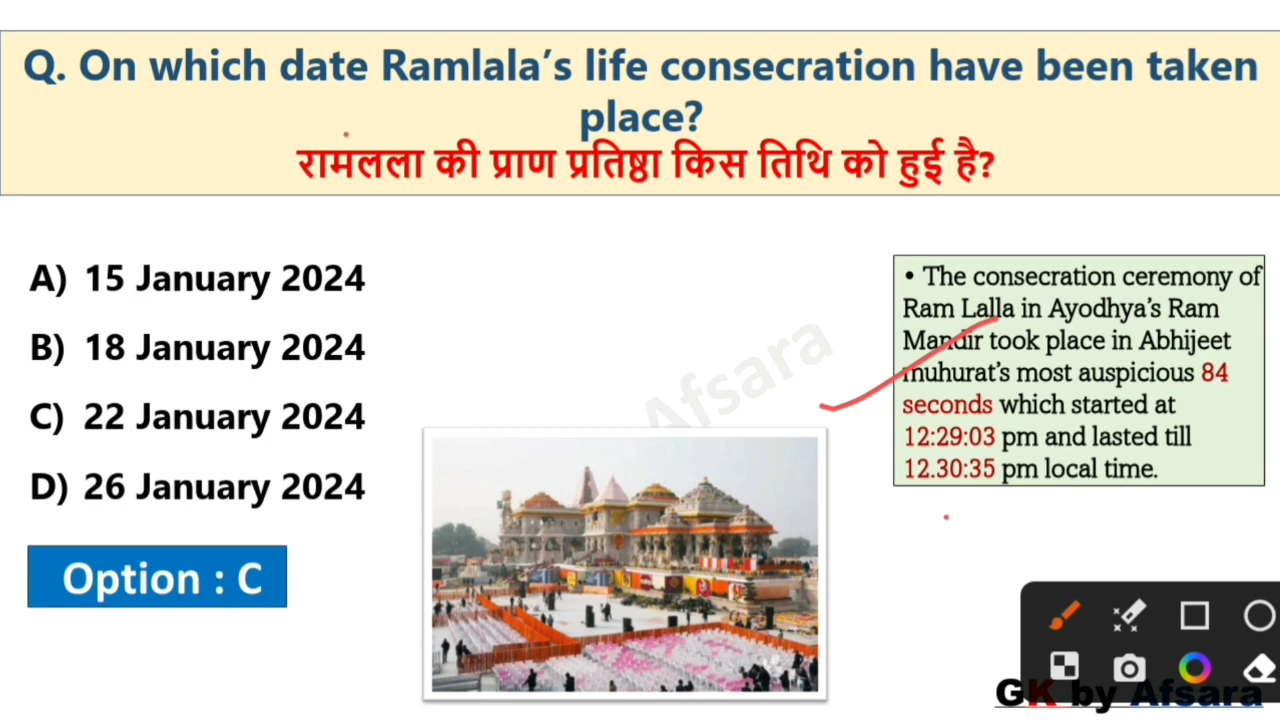 Q. On which date Ramlala’s life consecration have been taken
place?
रामलला की प्राण प्रतिष्ठा किस तिथि को हुई है?
A) 15 January 2024
B) 18 January 2024
C) 22 January 2024
D) 26 January 2024
Option : C
• The consecration ceremony of
Ram Lalla in Ayodhya’s Ram
Mandir took place in Abhijeet
muhurat’s most auspicious 84
seconds which started at
12:29:03 pm and lasted till
12.30:35 pm local time.
Afsara
GK by Afsara